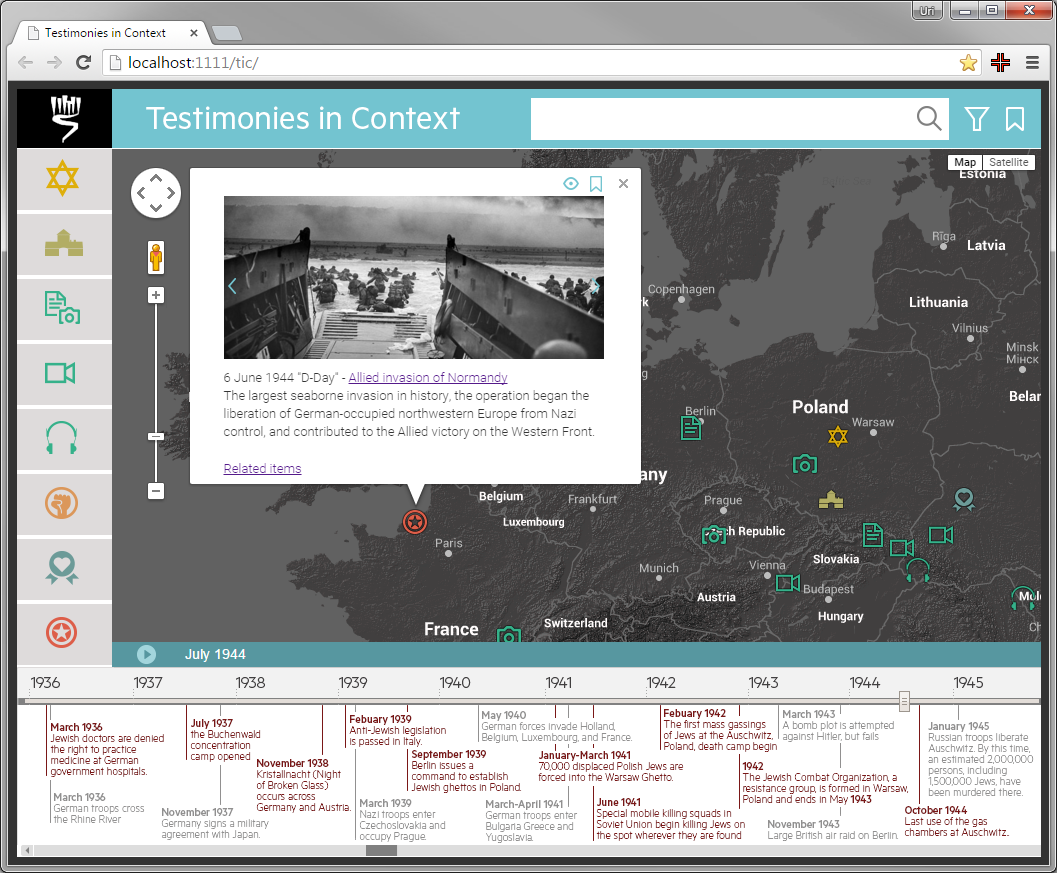 Uri
Testimonies in Context
localhost:1111/tic/
Testimonies in Context
Map
Satellite
Estonia
Rīga
Latvia
Copenhagen
rk
Lithuania
Vilnius
Minsk
Мінск
Belar
6 June 1944 "D-Day" - Allied invasion of Normandy
The largest seaborne invasion in history, the operation began the
liberation of German-occupied northwestern Europe from Nazi
control, and contributed to the Allied victory on the Western Front.
Related items
Berlin
Poland
Warsaw
any
Belgium
Frankfurt
Prague
Luxembourg
Republic
Paris
Munich
Vienna
Slovakia
Budapest
Austria
Hungary
Switzerland
France
July 1944
1936
1937
1938
1939
1940
1941
1942
1943
1944
1945
March 1936
Jewish doctors are denied
the right to practice
medicine at German
government hospitals.
March 1936
German troops cross
the Rhine River
July 1937
the Buchenwald
concentration
camp opened
November 1937
Germany signs a military
agreement with Japan.
November 1938
Kristallnacht (Night
of Broken Glass)
occurs across
Germany and Austria.
Febuary 1939
Anti-Jewish legislation
is passed in Italy.
March 1939
Nazi troops enter
Czechoslovakia and
occupy Prague.
September 1939
Berlin issues a
command to establish
Jewish ghettos in Poland.
May 1940
German forces invade Holland,
Belgium, Luxembourg, and France.
March-April 1941
German troops enter
Bulgaria Greece and
Yugoslavia.
January-March 1941
70,000 displaced Polish Jews are
forced into the Warsaw Ghetto.
June 1941
Special mobile killing squads in
Soviet Union begin killing Jews on
the spot wherever they are found
Febuary 1942
The first mass gassings
of Jews at the Auschwitz,
Poland, death camp begin
1942
The Jewish Combat Organization, a
resistance group, is formed in Warsaw,
Poland and ends in May 1943
March 1943
A bomb plot is attempted
against Hitler, but fails
November 1943
Large British air raid on Berlin.
January 1945
Russian troops liberate
Auschwitz. By this time,
an estimated 2,000,000
persons, including
1,500,000 Jews, have
been murdered there.
October 1944
Last use of the gas
chambers at Auschwitz.